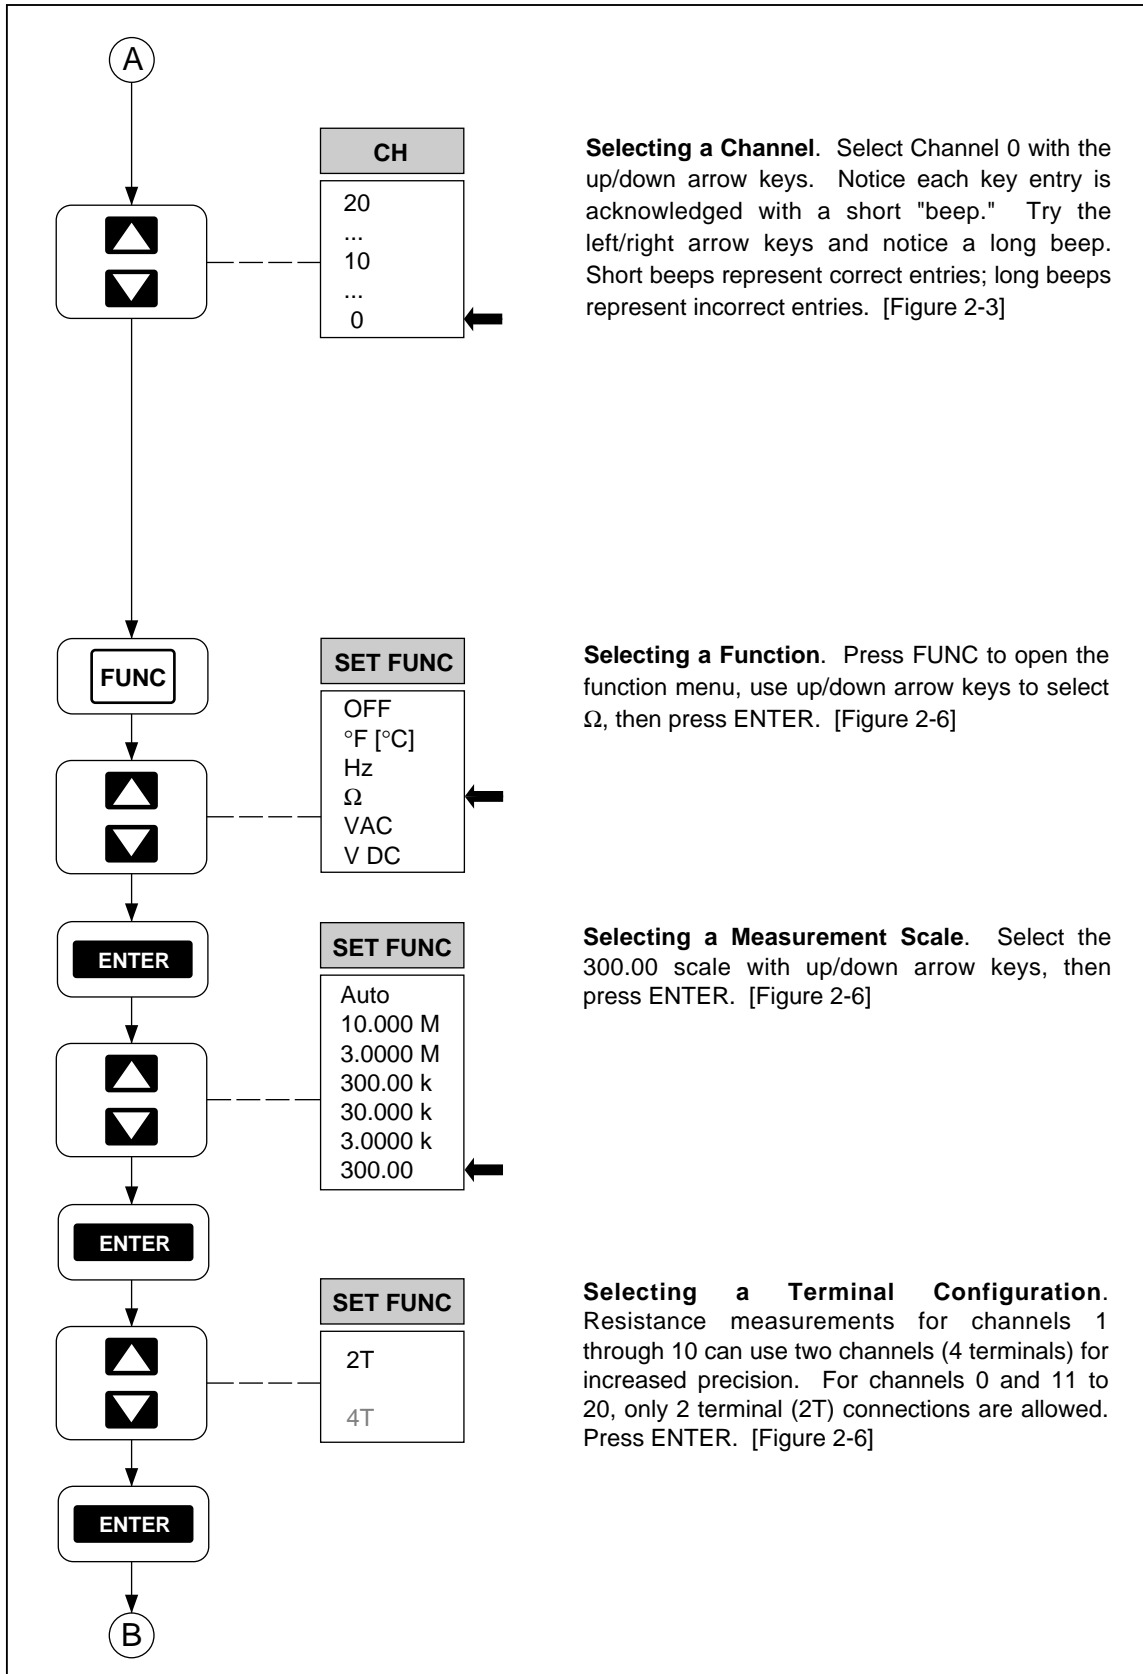 A
CH
20
...
10
...
0
Selecting a Channel. Select Channel 0 with the
up/down arrow keys. Notice each key entry is
acknowledged with a short "beep." Try the
left/right arrow keys and notice a long beep.
Short beeps represent correct entries; long beeps
represent incorrect entries. [Figure 2-3]
FUNC
SET FUNC
OFF
°F [°C]
Hz
Ω
VAC
V DC
Selecting a Function. Press FUNC to open the
function menu, use up/down arrow keys to select
Ω, then press ENTER. [Figure 2-6]
ENTER
SET FUNC
Auto
10.000 M
3.0000 M
300.00 k
30.000 k
3.0000 k
300.00
Selecting a Measurement Scale. Select the
300.00 scale with up/down arrow keys, then
press ENTER. [Figure 2-6]
ENTER
SET FUNC
2T
4T
Selecting a Terminal Configuration.
Resistance measurements for channels 1
through 10 can use two channels (4 terminals) for
increased precision. For channels 0 and 11 to
20, only 2 terminal (2T) connections are allowed.
Press ENTER. [Figure 2-6]
ENTER
B